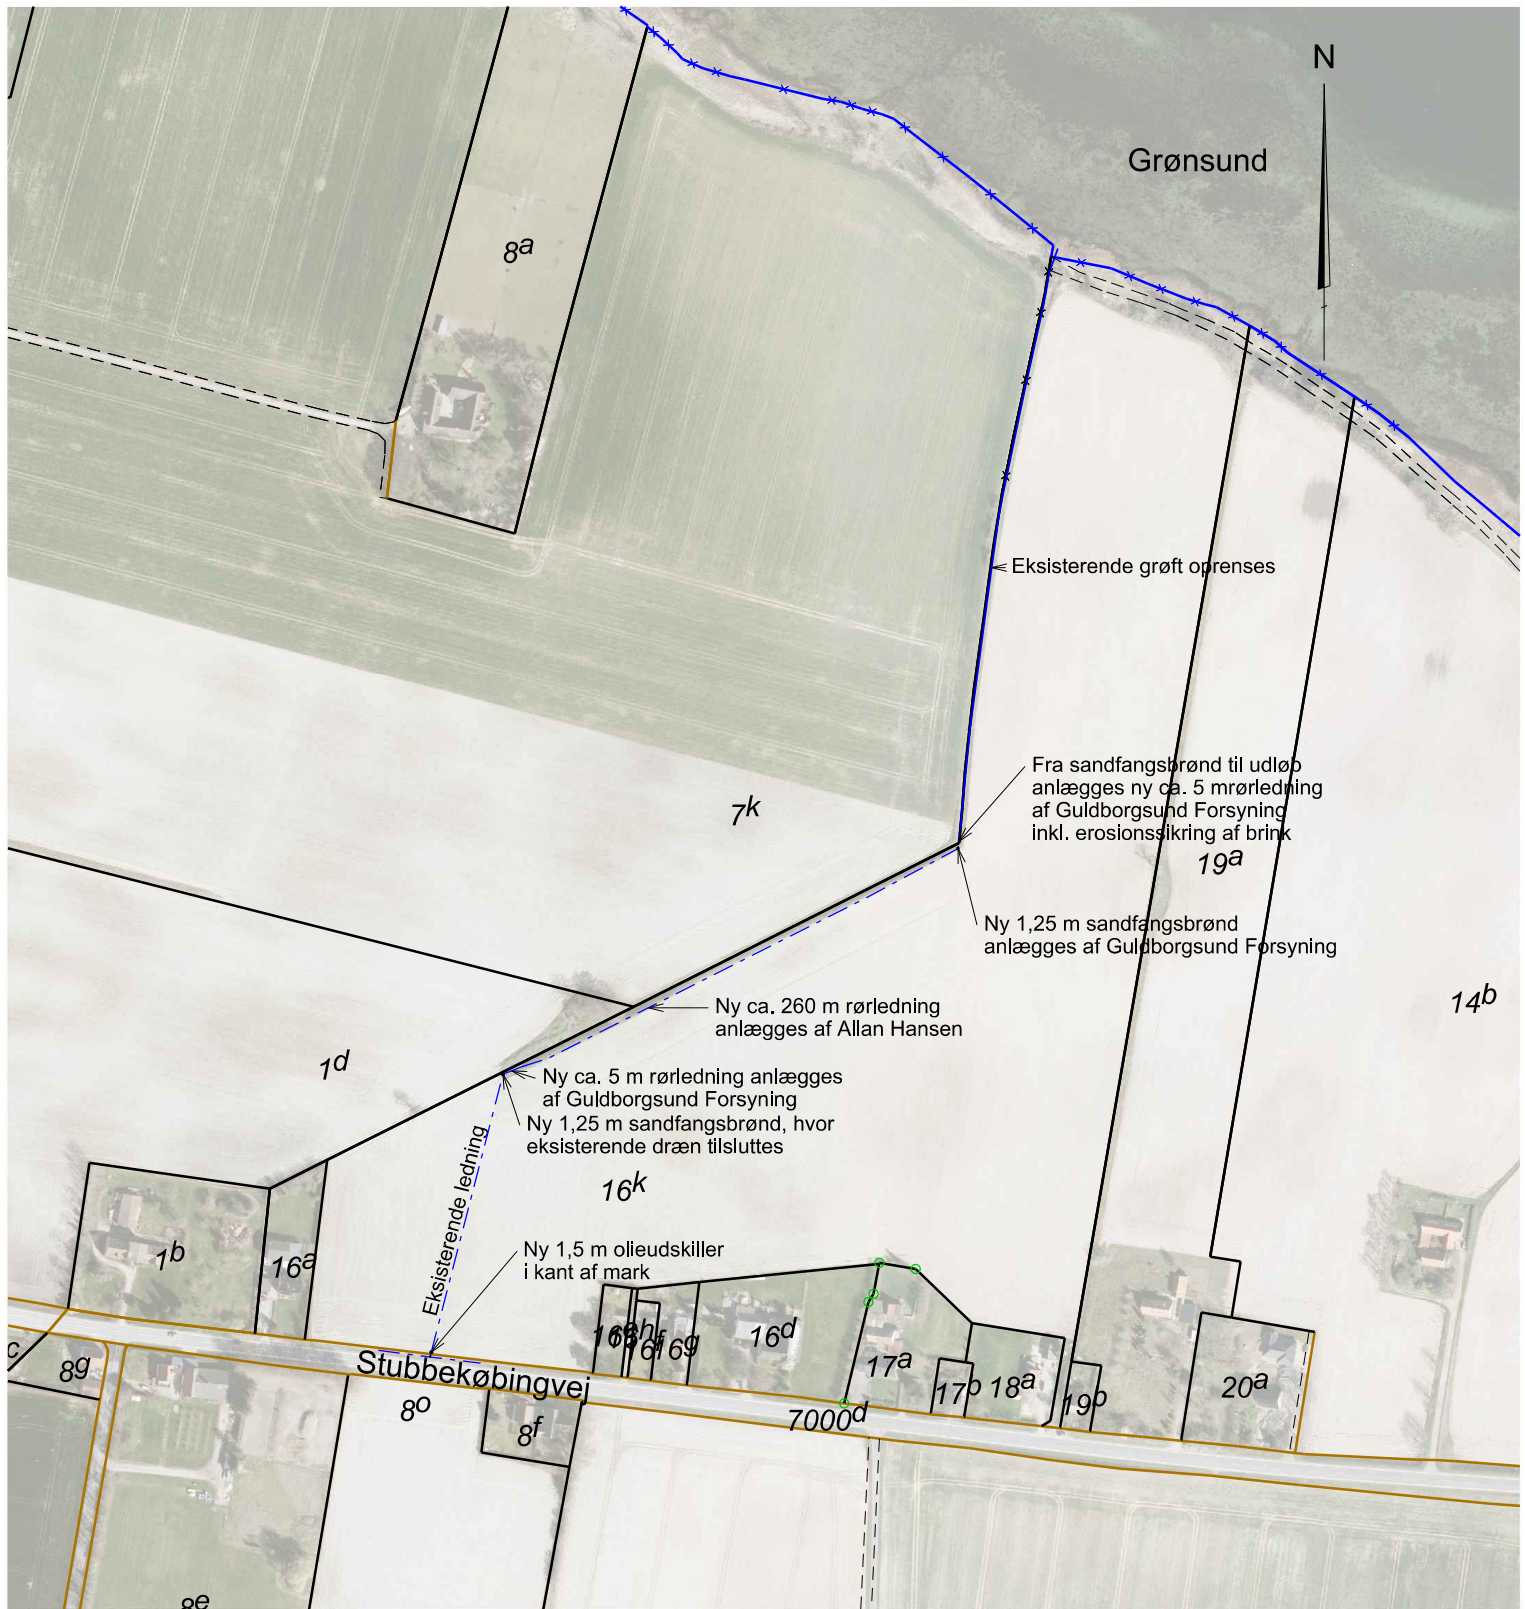 N
Grønsund
8a
Eksisterende grøft oprenses
Fra sandfangsbrønd til udløb
anlægges ny ca. 5 mrørledning
af Guldborgsund Forsyning
inkl. erosionssikring af brink
7k
19a
Ny 1,25 m sandfangsbrønd
anlægges af Guldborgsund Forsyning
14b
Ny ca. 260 m rørledning
anlægges af Allan Hansen
1d
Ny ca. 5 m rørledning anlægges
af Guldborgsund Forsyning
Ny 1,25 m sandfangsbrønd, hvor
eksisterende dræn tilsluttes
Eksisterende ledning
16k
1b
16a
Ny 1,5 m olieudskiller
i kant af mark
16f
16g
16d
17a
c
8g
Stubbekøbingvej
17b
18a
19b
20a
8o
8f
7000d
8e